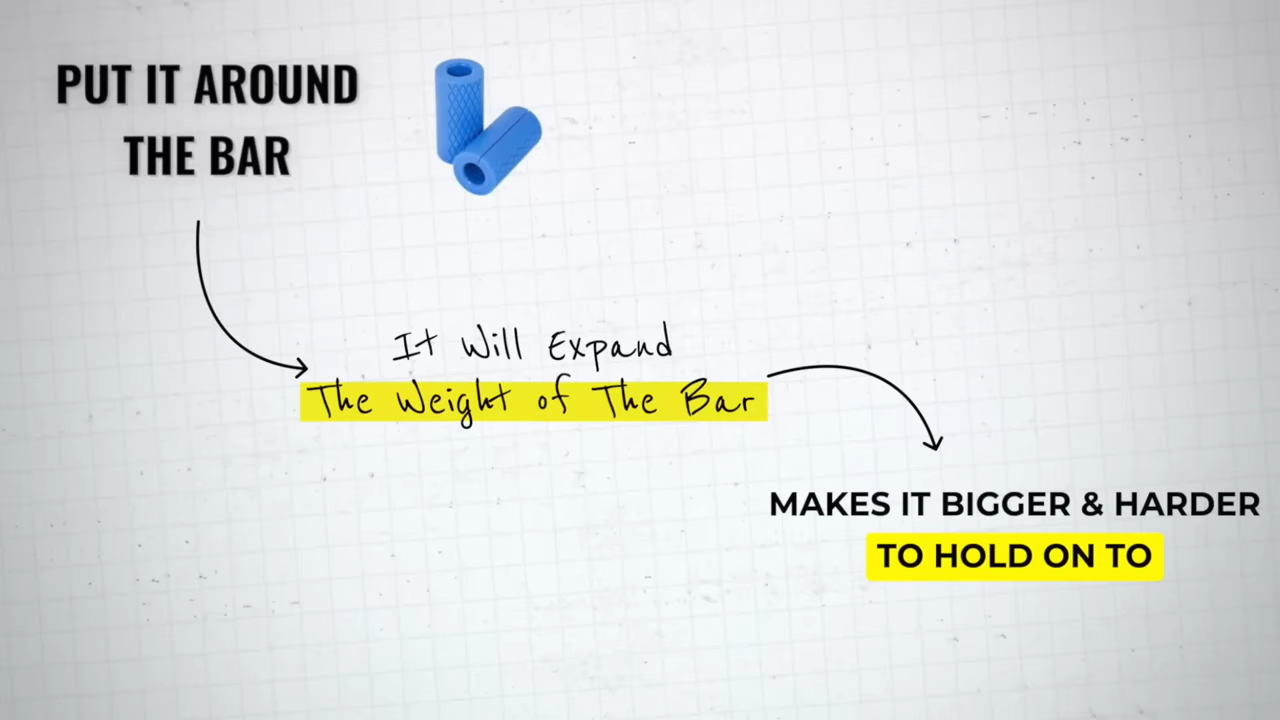 PUT IT AROUND
THE BAR
It Will Expand
The Weight of The Bar
MAKES IT BIGGER & HARDER
TO HOLD ON TO